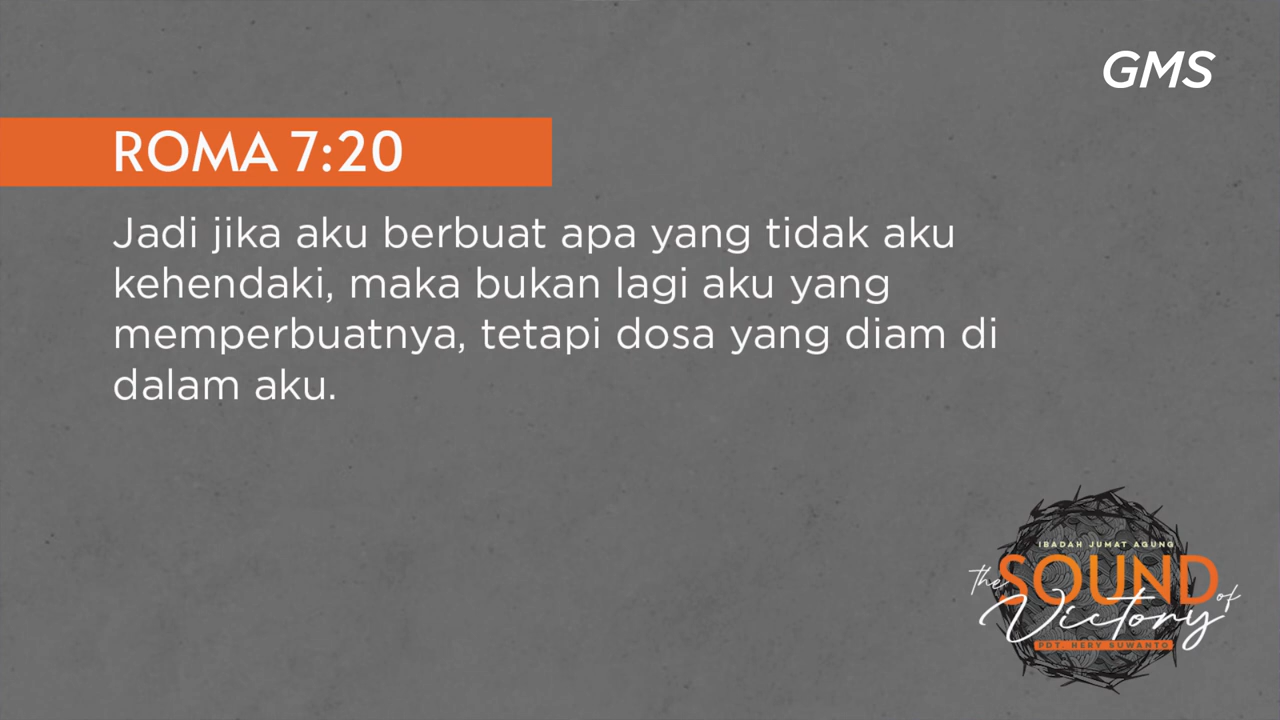 GMS
ROMA 7:20
Jadi jika aku berbuat apa yang tidak aku
kehendaki, maka bukan lagi aku yang
memperbuatnya, tetapi dosa yang diam di
dalam aku.
IBADAH JUMAT AGUNG
the SOUND of
Victory
PDT. HERY SUWANTO